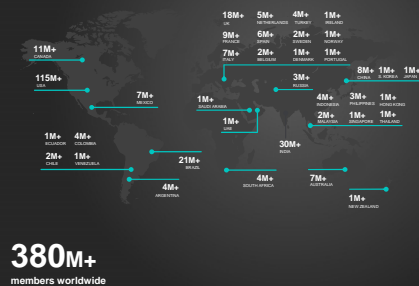 18M+ 5M+ 4M+ 1M+
UK NETHERLANDS TURKEY IRELAND
9M+ 6M+ 2M+ 1M+
FRANCE SPAIN SWEDEN NORWAY
7M+ 2M+ 1M+ 1M+
ITALY BELGIUM DENMARK PORTUGAL
11M+
CANADA
115M+
USA
7M+
MEXICO
3M+
RUSSIA
8M+ 1M+ 1M+
CHINA S. KOREA JAPAN
1M+
SAUDI ARABIA
1M+
UAE
4M+ 3M+ 1M+
INDONESIA PHILIPPINES HONG KONG
2M+ 1M+ 1M+
MALAYSIA SINGAPORE THAILAND
30M+
INDIA
1M+ 4M+
ECUADOR COLOMBIA
2M+ 1M+
CHILE VENEZUELA
21M+
BRAZIL
4M+
ARGENTINA
4M+
SOUTH AFRICA
7M+
AUSTRALIA
1M+
NEW ZEALAND
380M+
members worldwide